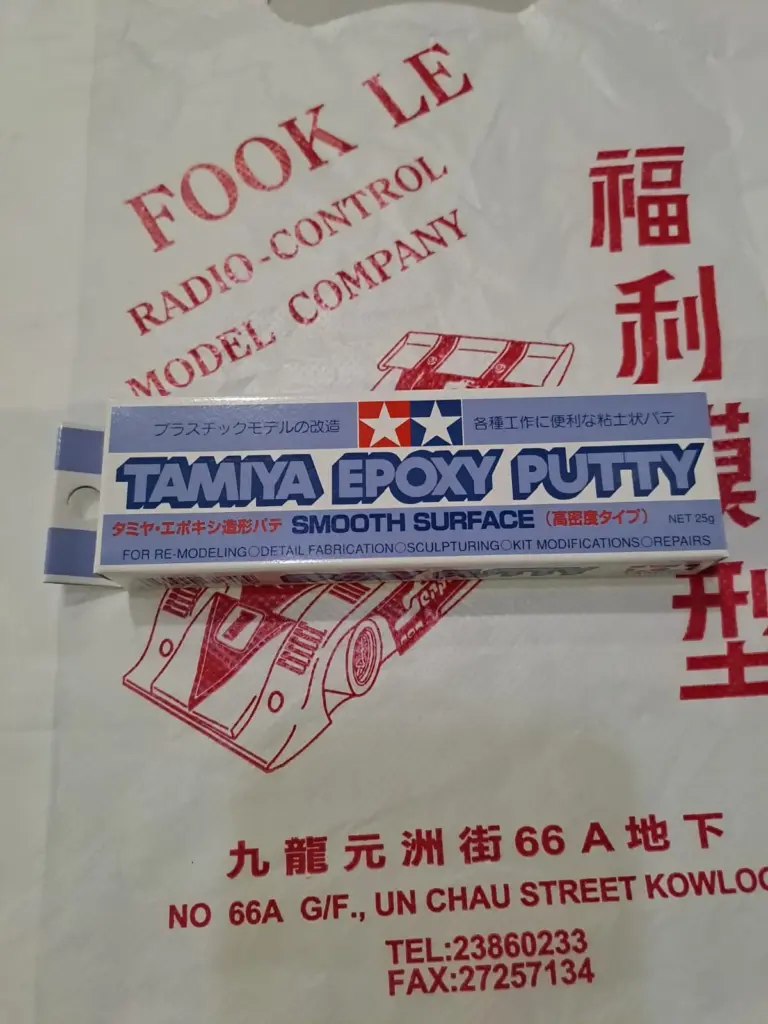 FOOK LE
RADIO-CONTROL
MODEL COMPANY
福利模型
プラスチックモデルの改造
各種工作に便利な粘土状パテ
TAMIYA EPOXY PUTTY
タミヤ・エポキシ造形パテ SMOOTH SURFACE (高密度タイプ) NET 25g
FOR RE-MODELING○DETAIL FABRICATION○SCULPTURING○KIT MODIFICATIONS○REPAIRS
九龍元洲街66A地下
NO 66A G/F., UN CHAU STREET KOWLOO
TEL:23860233
FAX:27257134